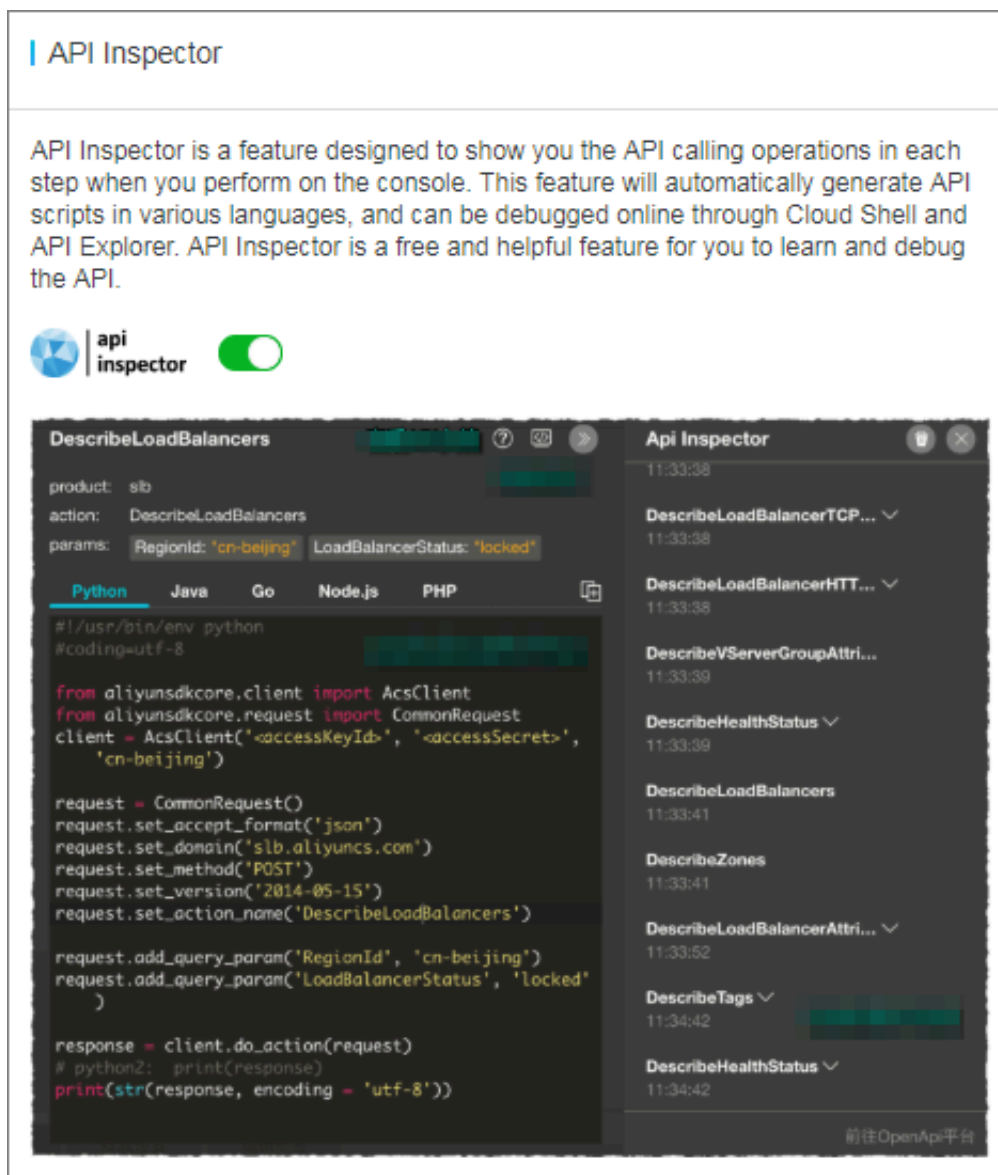 API Inspector
API Inspector is a feature designed to show you the API calling operations in each
step when you perform on the console. This feature will automatically generate API
scripts in various languages, and can be debugged online through Cloud Shell and
API Explorer. API Inspector is a free and helpful feature for you to learn and debug
the API.
api
inspector
DescribeLoadBalancers
product: slb
action: DescribeLoadBalancers
params: RegionId: "cn-beijing" LoadBalancerStatus: "locked"
Python Java Go Node.js PHP
#!/usr/bin/env python
#coding=utf-8
from aliyunsdkcore.client import AcsClient
from aliyunsdkcore.request import CommonRequest
client = AcsClient('<accessKeyId>', '<accessSecret>',
'cn-beijing')
request = CommonRequest()
request.set_accept_format('json')
request.set_domain('slb.aliyuncs.com')
request.set_method('POST')
request.set_version('2014-05-15')
request.set_action_name('DescribeLoadBalancers')
request.add_query_param('RegionId', 'cn-beijing')
request.add_query_param('LoadBalancerStatus', 'locked'
)
response = client.do_action(request)
# python2: print(response)
print(str(response, encoding = 'utf-8'))
Api Inspector
11:33:38
DescribeLoadBalancerTCP...
11:33:38
DescribeLoadBalancerHTT...
11:33:38
DescribeVServerGroupAttri...
11:33:39
DescribeHealthStatus
11:33:39
DescribeLoadBalancers
11:33:41
DescribeZones
11:33:41
DescribeLoadBalancerAttri...
11:33:52
DescribeTags
11:34:42
DescribeHealthStatus
11:34:42
前往OpenApi平台